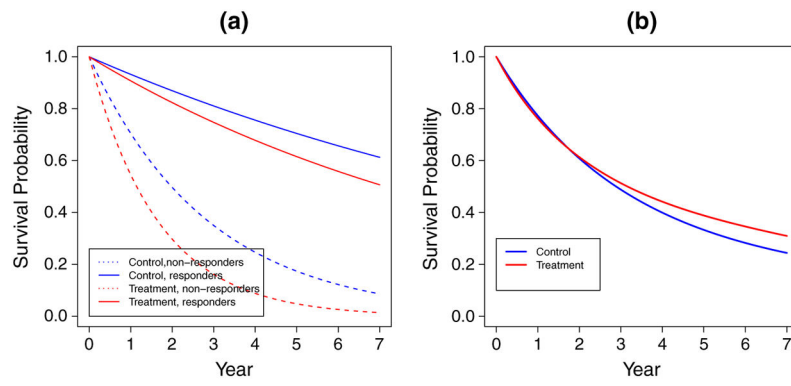 (a)
Survival Probability
1.0
0.8
0.6
0.4
0.2
0.0
Control,non−responders
Control, responders
Treatment, non−responders
Treatment, responders
0 1 2 3 4 5 6 7
Year
(b)
Survival Probability
1.0
0.8
0.6
0.4
0.2
0.0
Control
Treatment
0 1 2 3 4 5 6 7
Year